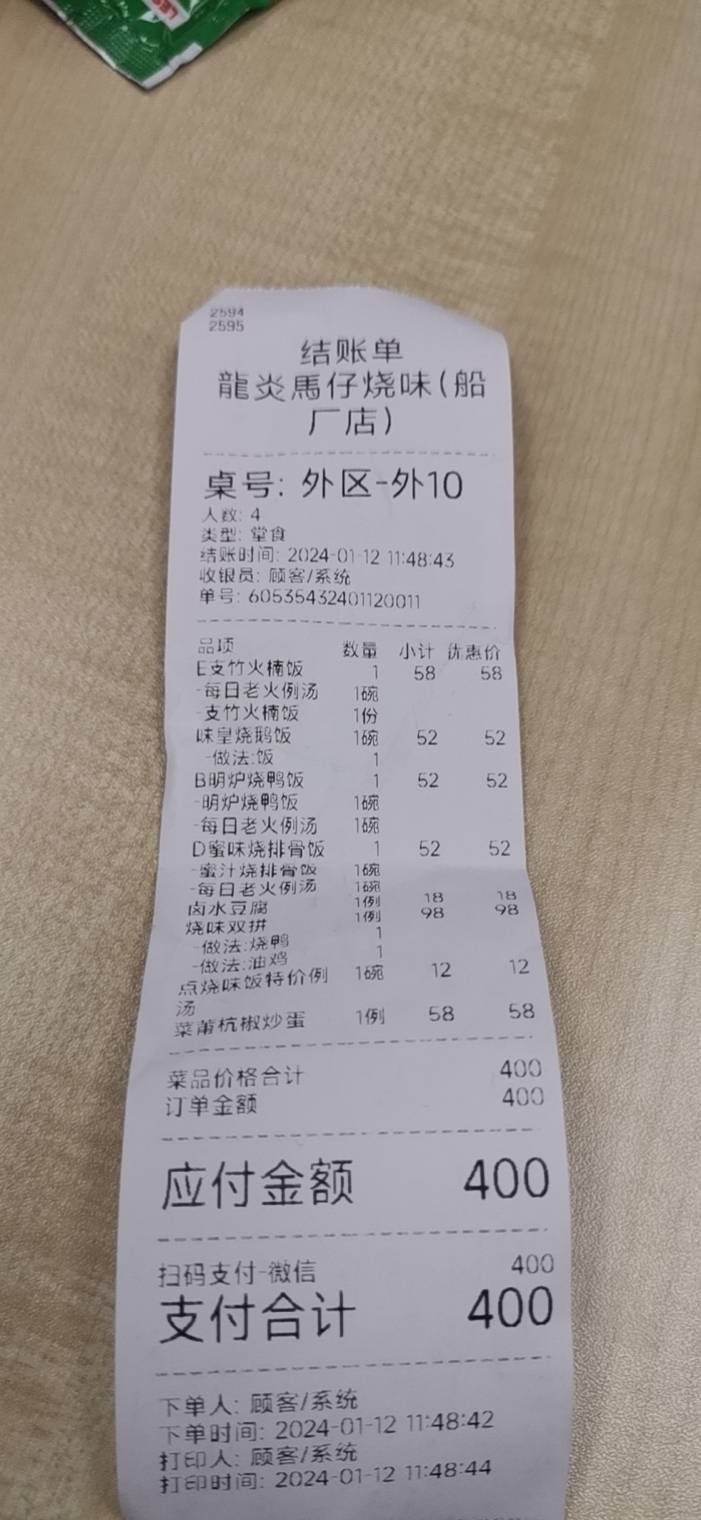 2594
2595
结账单
龍炎馬仔烧味(船
厂店)
桌号: 外区-外10
人数: 4
类型: 堂食
结账时间: 2024-01-12 11:48:43
收银员: 顾客/系统
单号: 605354432401120011
品项 数量 小计 优惠价
E支竹火楠饭 1 58 58
-每日老火例汤 1碗
-支竹火楠饭 1份
味皇烧鹅饭 1碗 52 52
-做法:饭 1
B明炉烧鸭饭 1 52 52
-明炉烧鸭饭 1碗
-每日老火例汤 1碗
D蜜味烧排骨饭 1 52 52
-蜜汁烧排骨饭 1碗
-每日老火例汤 1碗
卤水豆腐 1例 18 18
烧味双拼 1例 98 98
-做法:烧鸭 1
-做法:油鸡 1
点烧味饭特价例 1碗 12 12
汤
菜莆杭椒炒蛋 1例 58 58
菜品价格合计 400
订单金额 400
应付金额 400
扫码支付-微信 400
支付合计 400
下单人: 顾客/系统
下单时间: 2024-01-12 11:48:42
打印人: 顾客/系统
打印时间: 2024-01-12 11:48:44